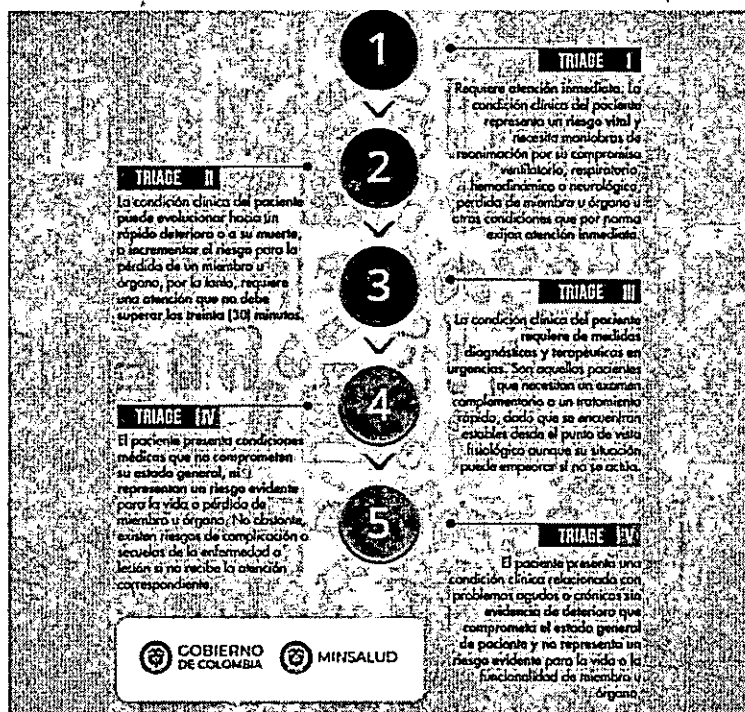 1
TRIAGE I
Requiere atención inmediata. La
condición clínica del paciente
representa un riesgo vital y
necesita maniobras de
reanimación por su compromiso
ventilatorio, respiratorio,
hemodinámico o neurológico,
perdida de miembro u órgano u
otras condiciones que por norma
exijan atención inmediata.
2
TRIAGE II
La condición clínica del paciente
puede evolucionar hacia un
rápido deterioro o a su muerte,
o incrementar el riesgo para la
pérdida de un miembro u
órgano, por lo tanto, requiere
una atención que no debe
superar los treinta (30) minutos.
3
TRIAGE III
La condición clínica del paciente
requiere de medidas
diagnósticas y terapéuticas en
urgencias. Son aquellos pacientes
que necesitan un examen
complementario o un tratamiento
rápido, dado que se encuentran
estables desde el punto de vista
fisiológico aunque su situación
puede empeorar si no se actúa.
4
TRIAGE IV
El paciente presenta condiciones
médicas que no comprometen
su estado general, ni
representan un riesgo evidente
para la vida o pérdida de
miembro u órgano. No obstante,
existen riesgos de complicación o
secuelas de la enfermedad o
lesión si no recibe la atención
correspondiente.
5
TRIAGE V
El paciente presenta una
condición clínica relacionada con
problemas agudos o crónicos sin
evidencia de deterioro que
comprometa el estado general
de paciente y no representa un
riesgo evidente para la vida o la
funcionalidad de miembro u
órgano.
GOBIERNO
DE COLOMBIA
MINSALUD